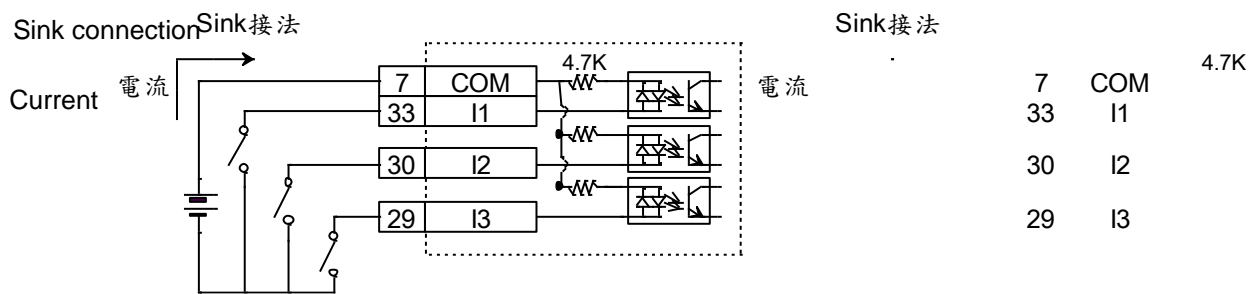 Sink connection Sink接法
4.7K
Current 電流
7 COM
33 I1
30 I2
29 I3
Sink接法
4.7K
電流
7 COM
33 I1
30 I2
29 I3